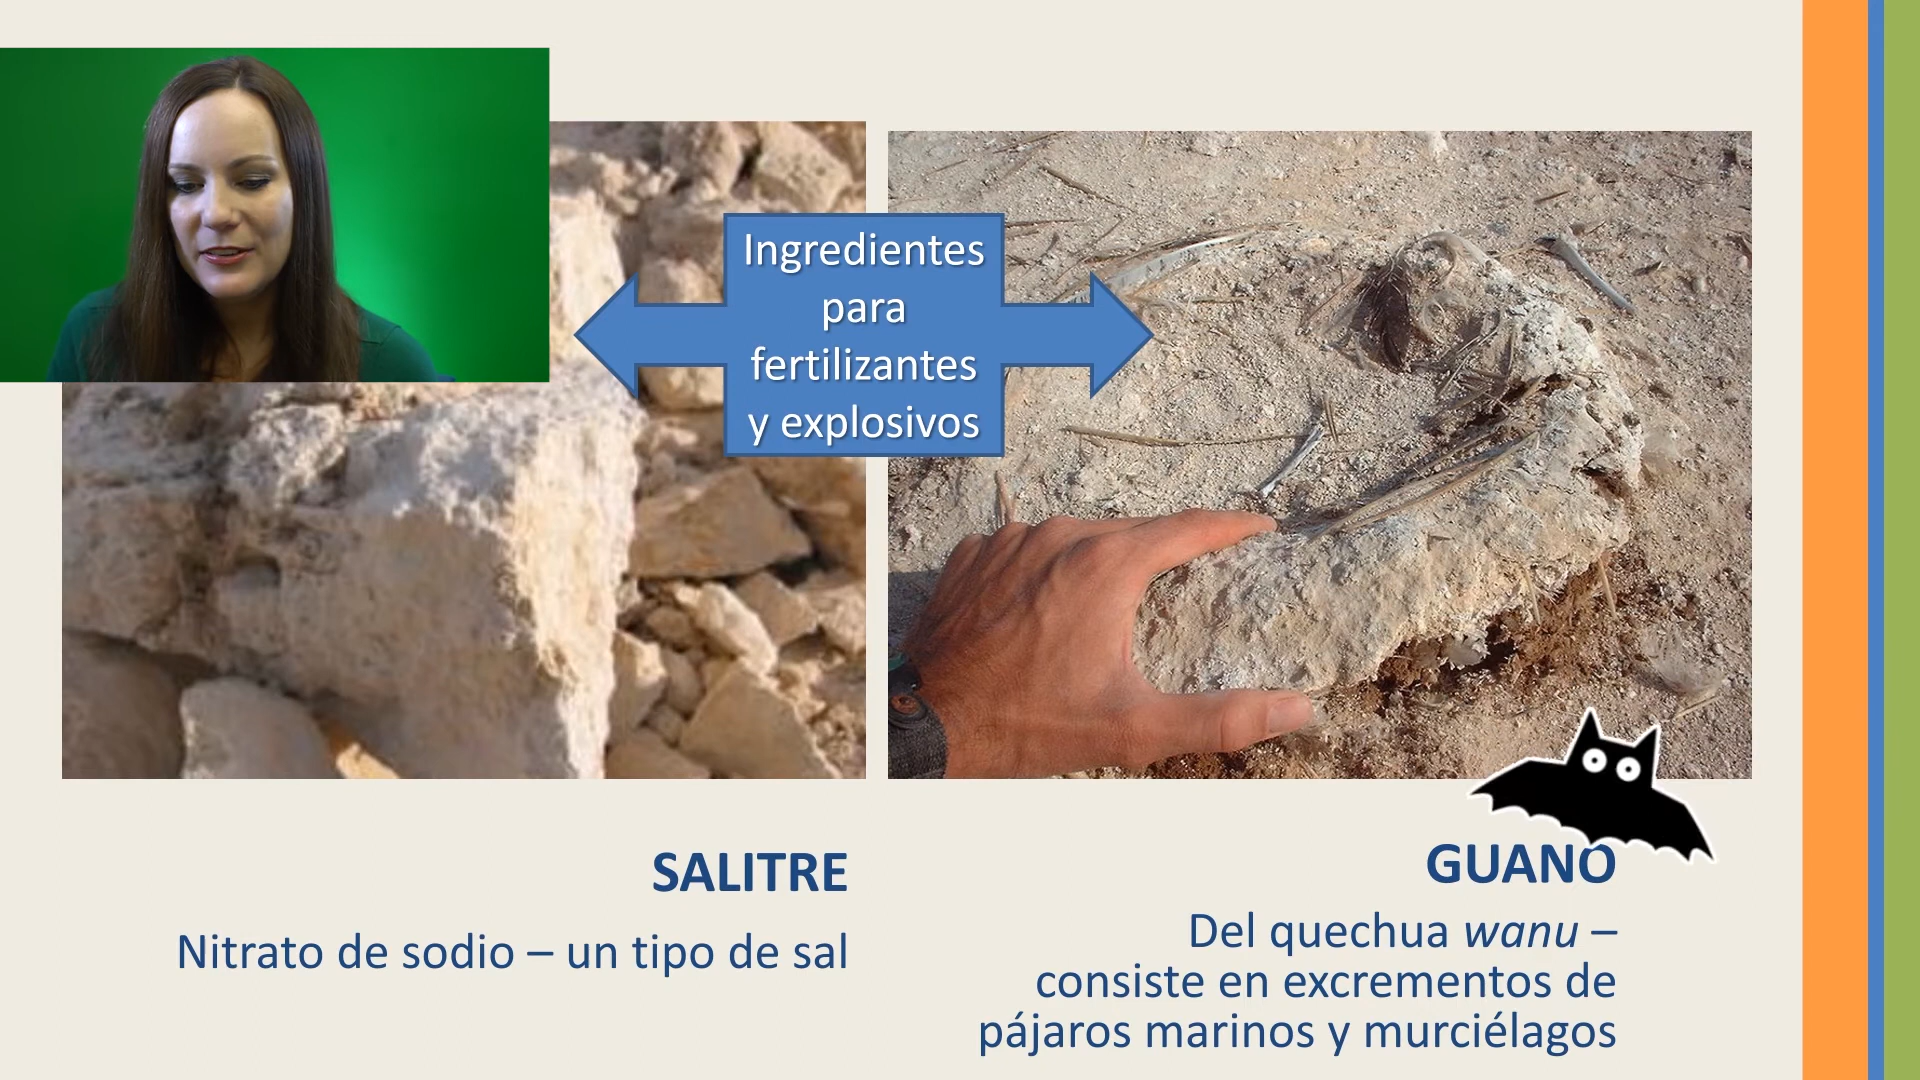 Ingredientes
para
fertilizantes
y explosivos
SALITRE
Nitrato de sodio – un tipo de sal
GUANO
Del quechua wanu –
consiste en excrementos de
pájaros marinos y murciélagos